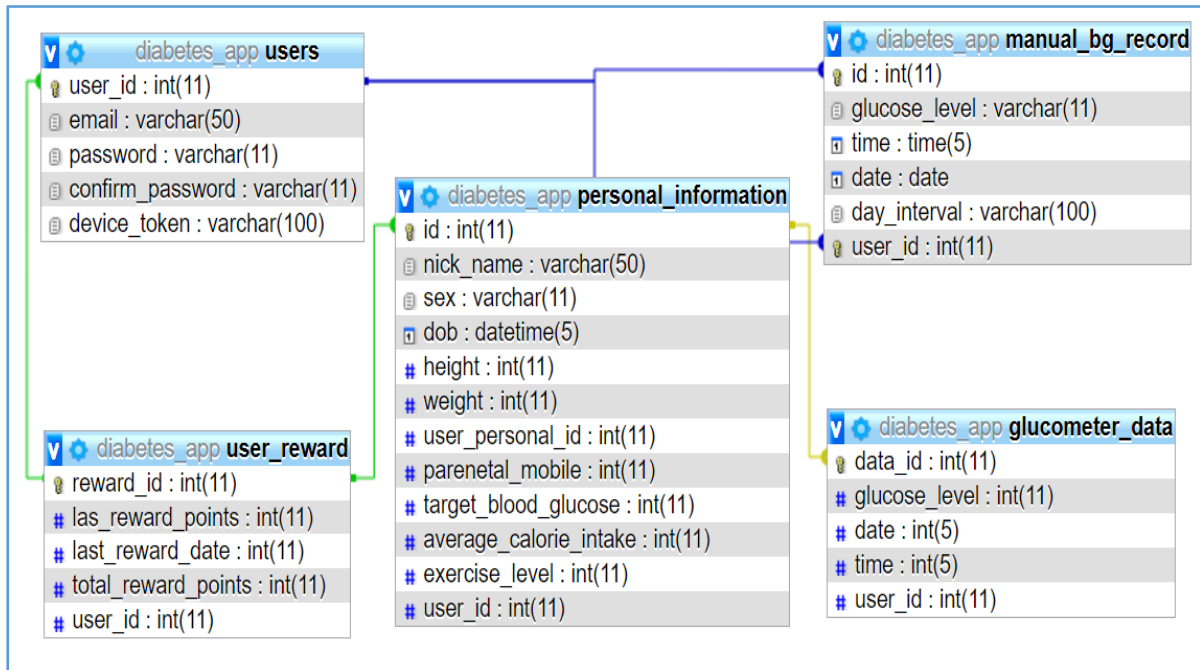 diabetes_app users
user_id : int(11)
email : varchar(50)
password : varchar(11)
confirm_password : varchar(11)
device_token : varchar(100)
diabetes_app manual_bg_record
id : int(11)
glucose_level : varchar(11)
time : time(5)
date : date
day_interval : varchar(100)
user_id : int(11)
diabetes_app personal_information
id : int(11)
nick_name : varchar(50)
sex : varchar(11)
dob : datetime(5)
height : int(11)
weight : int(11)
user_personal_id : int(11)
parenetal_mobile : int(11)
target_blood_glucose : int(11)
average_calorie_intake : int(11)
exercise_level : int(11)
user_id : int(11)
diabetes_app user_reward
reward_id : int(11)
las_reward_points : int(11)
last_reward_date : int(11)
total_reward_points : int(11)
user_id : int(11)
diabetes_app glucometer_data
data_id : int(11)
glucose_level : int(11)
date : int(5)
time : int(5)
user_id : int(11)